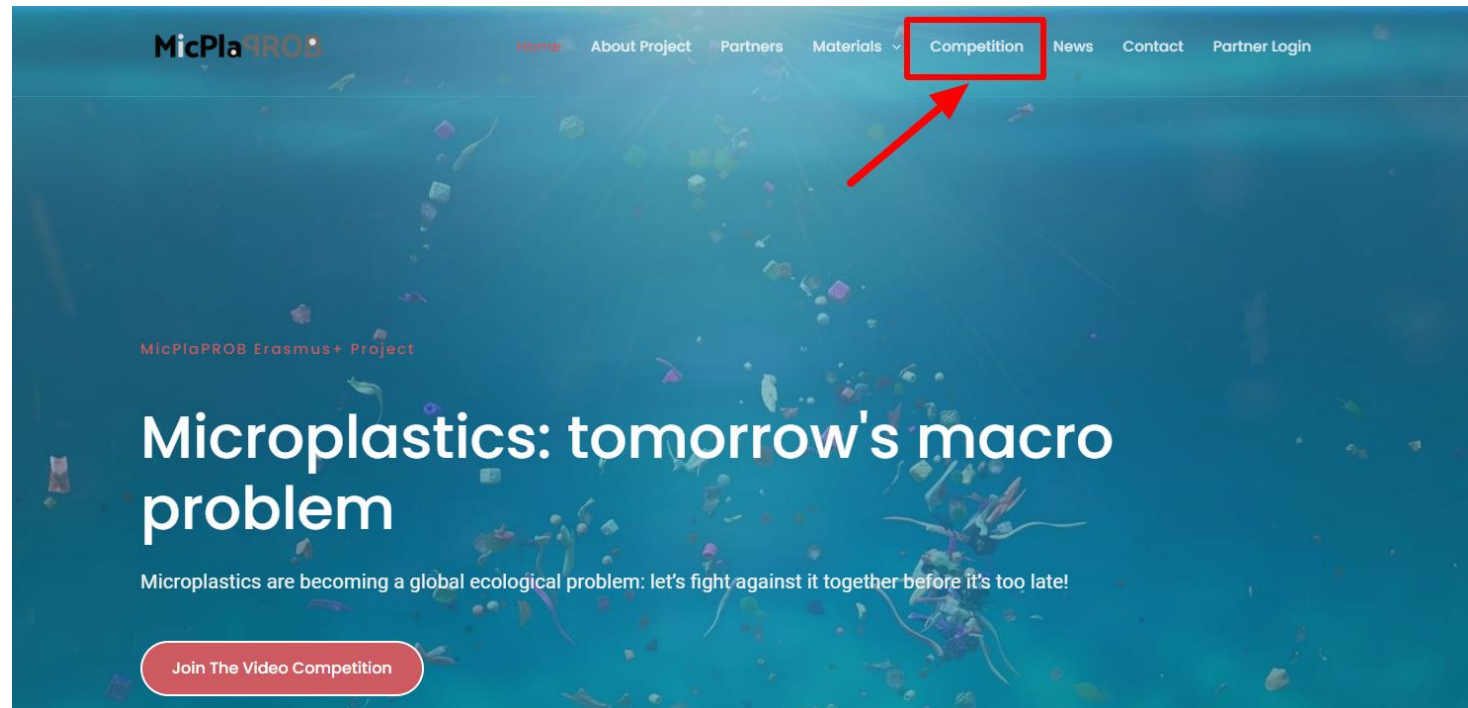 MicPlaPROB
Home About Project Partners Materials Competition News Contact Partner Login
MicPlaPROB Erasmus+ Project
Microplastics: tomorrow's macro
problem
Microplastics are becoming a global ecological problem: let's fight against it together before it's too late!
Join The Video Competition